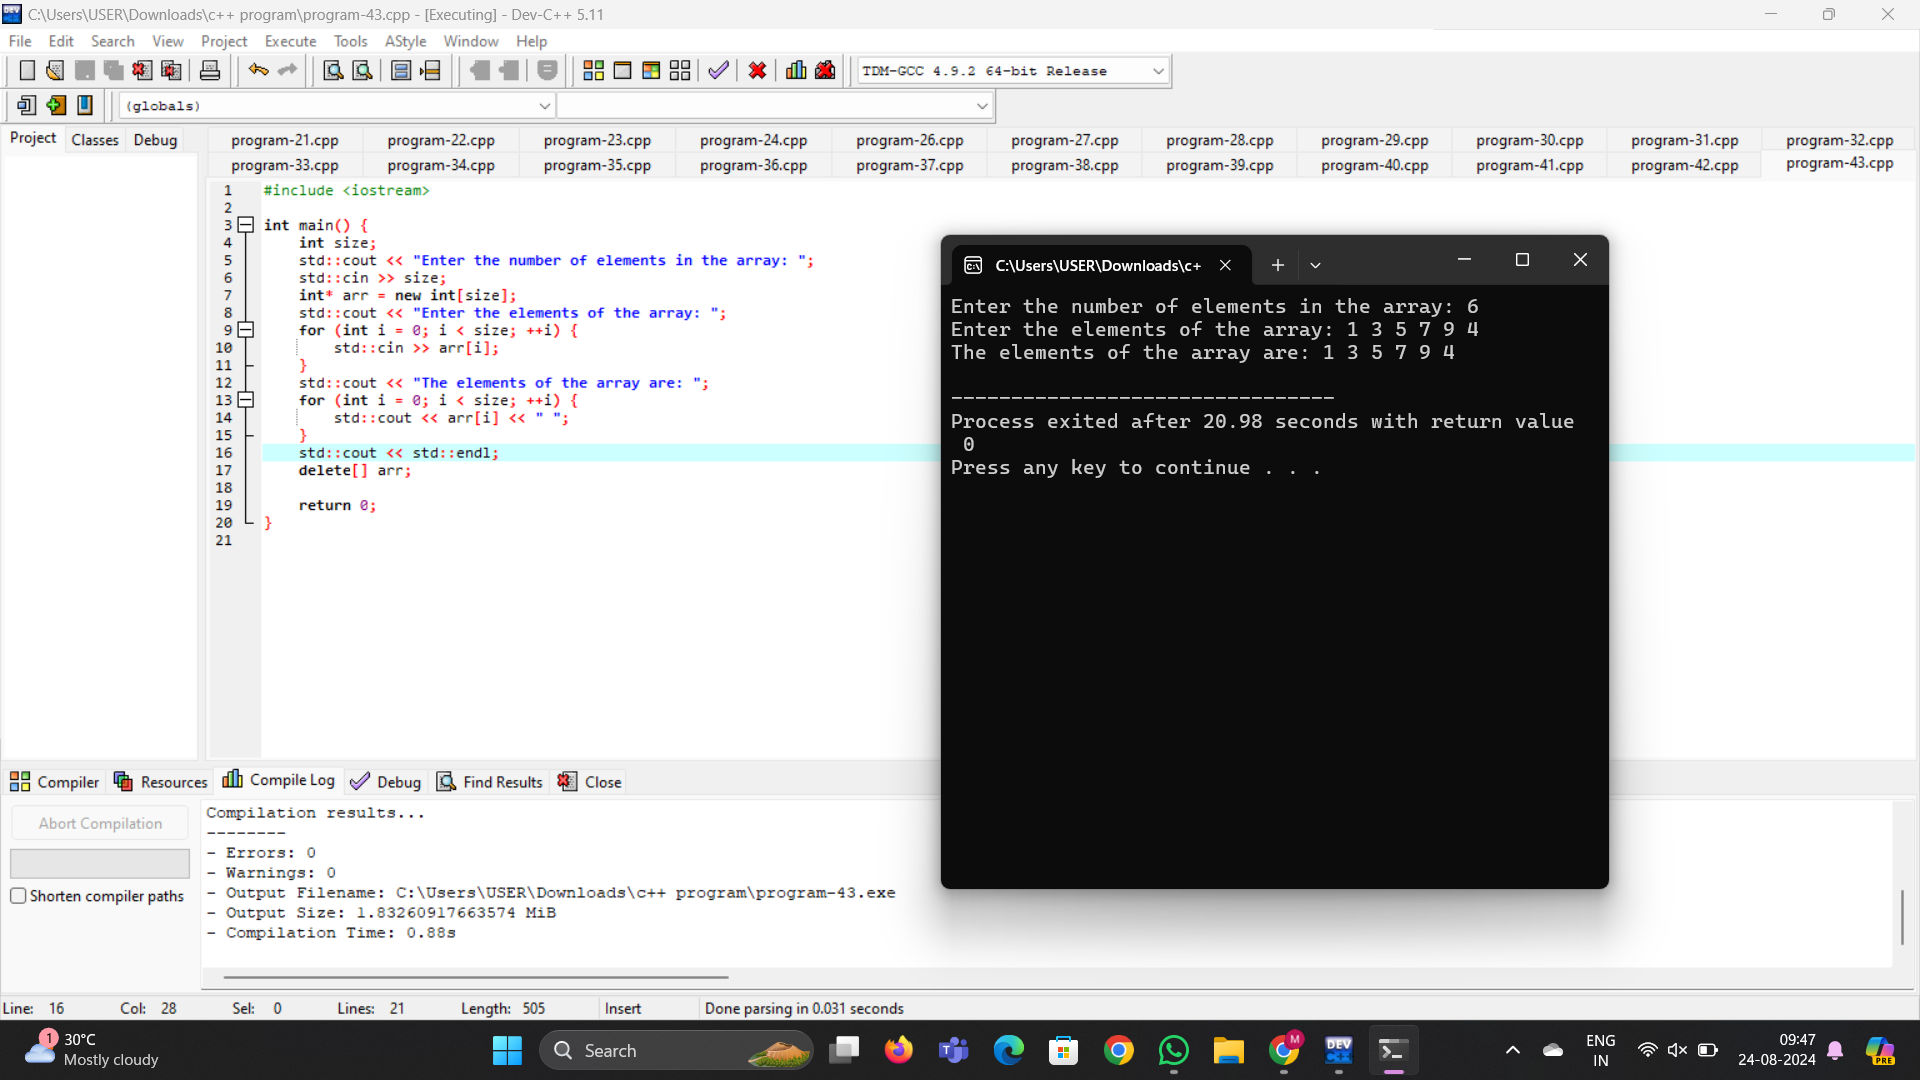 C:\Users\USER\Downloads\c++ program\program-43.cpp - [Executing] - Dev-C++ 5.11
File Edit Search View Project Execute Tools AStyle Window Help
TDM-GCC 4.9.2 64-bit Release
(globals)
Project Classes Debug
program-21.cpp program-22.cpp program-23.cpp program-24.cpp program-26.cpp program-27.cpp program-28.cpp program-29.cpp program-30.cpp program-31.cpp program-32.cpp
program-33.cpp program-34.cpp program-35.cpp program-36.cpp program-37.cpp program-38.cpp program-39.cpp program-40.cpp program-41.cpp program-42.cpp program-43.cpp
1 #include <iostream>
2
3 int main() {
4 int size;
5 std::cout << "Enter the number of elements in the array: ";
6 std::cin >> size;
7 int* arr = new int[size];
8 std::cout << "Enter the elements of the array: ";
9 for (int i = 0; i < size; ++i) {
10 std::cin >> arr[i];
11 }
12 std::cout << "The elements of the array are: ";
13 for (int i = 0; i < size; ++i) {
14 std::cout << arr[i] << " ";
15 }
16 std::cout << std::endl;
17 delete[] arr;
18
19 return 0;
20 }
21
C:\Users\USER\Downloads\c+
Enter the number of elements in the array: 6
Enter the elements of the array: 1 3 5 7 9 4
The elements of the array are: 1 3 5 7 9 4
--------------------------------
Process exited after 20.98 seconds with return value
0
Press any key to continue . . .
Compiler Resources Compile Log Debug Find Results Close
Abort Compilation
Shorten compiler paths
Compilation results...
--------
- Errors: 0
- Warnings: 0
- Output Filename: C:\Users\USER\Downloads\c++ program\program-43.exe
- Output Size: 1.83260917663574 MiB
- Compilation Time: 0.88s
Line: 16 Col: 28 Sel: 0 Lines: 21 Length: 505 Insert Done parsing in 0.031 seconds
1
30°C
Mostly cloudy
Search
M
DEV
ENG
IN
09:47
24-08-2024
PRE